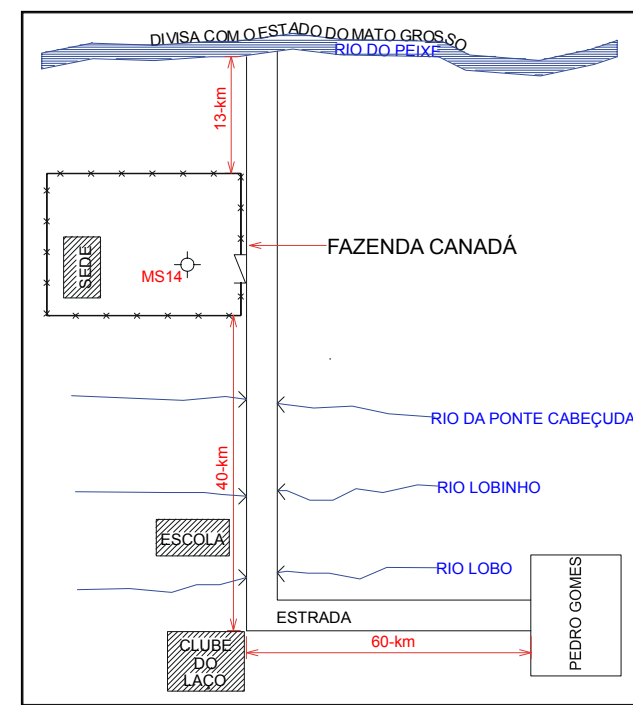 DIVISA COM O ESTADO DO MATO GROSSO
RIO DO PEIXE
13-km
FAZENDA CANADÁ
SEDE
MS14
RIO DA PONTE CABEÇUDA
40-km
RIO LOBINHO
ESCOLA
RIO LOBO
ESTRADA
PEDRO GOMES
60-km
CLUBE
DO
LAÇO